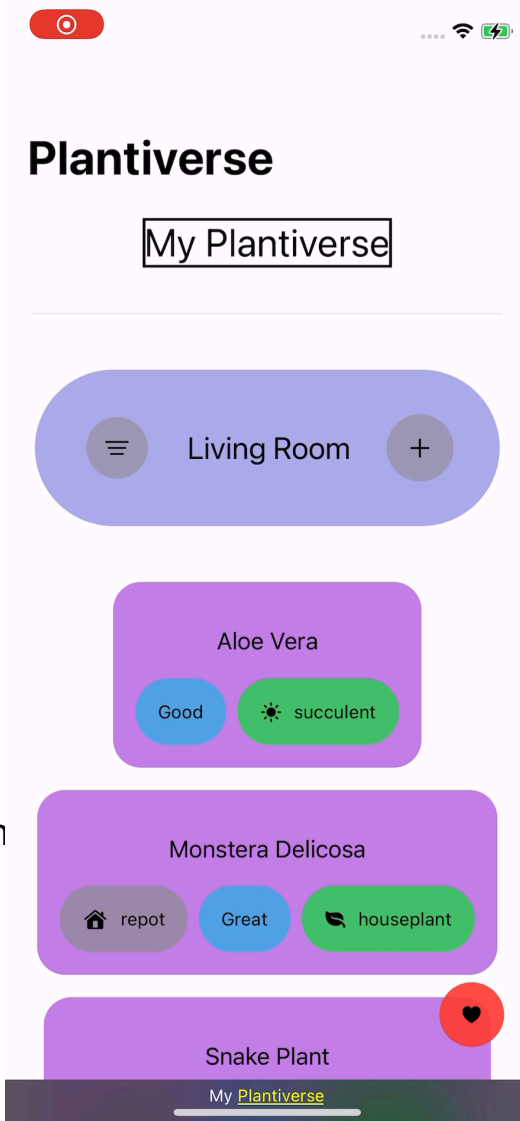 Plantiverse
My Plantiverse
Living Room
Aloe Vera
Good succulent
Monstera Delicosa
repot Great houseplant
Snake Plant
My Plantiverse